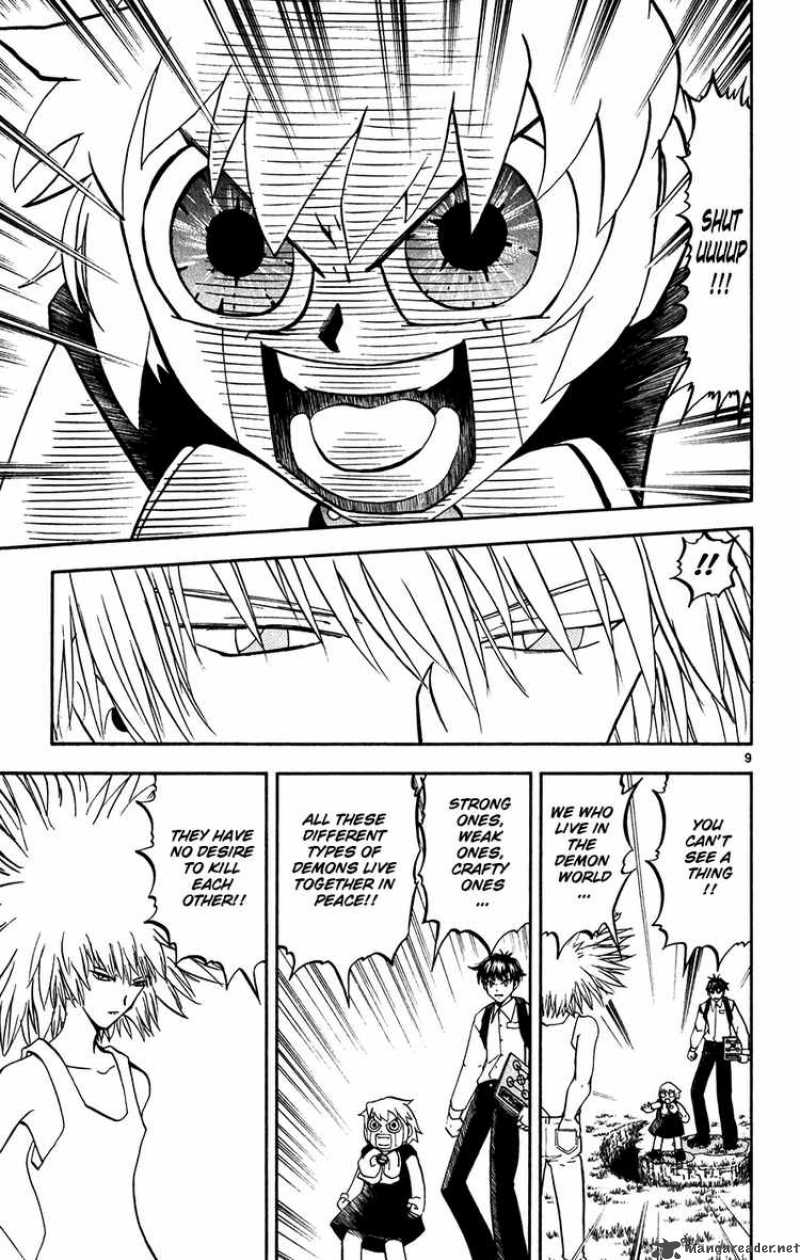 SHUT
UUUUP
!!!
!!
9
YOU
CAN'T
SEE A
THING
!!
WE WHO
LIVE IN
THE
DEMON
WORLD
...
STRONG
ONES,
WEAK
ONES,
CRAFTY
ONES
...
ALL THESE
DIFFERENT
TYPES OF
DEMONS LIVE
TOGETHER IN
PEACE!!
THEY HAVE
NO DESIRE
TO KILL
EACH
OTHER!!
Mangareader.net